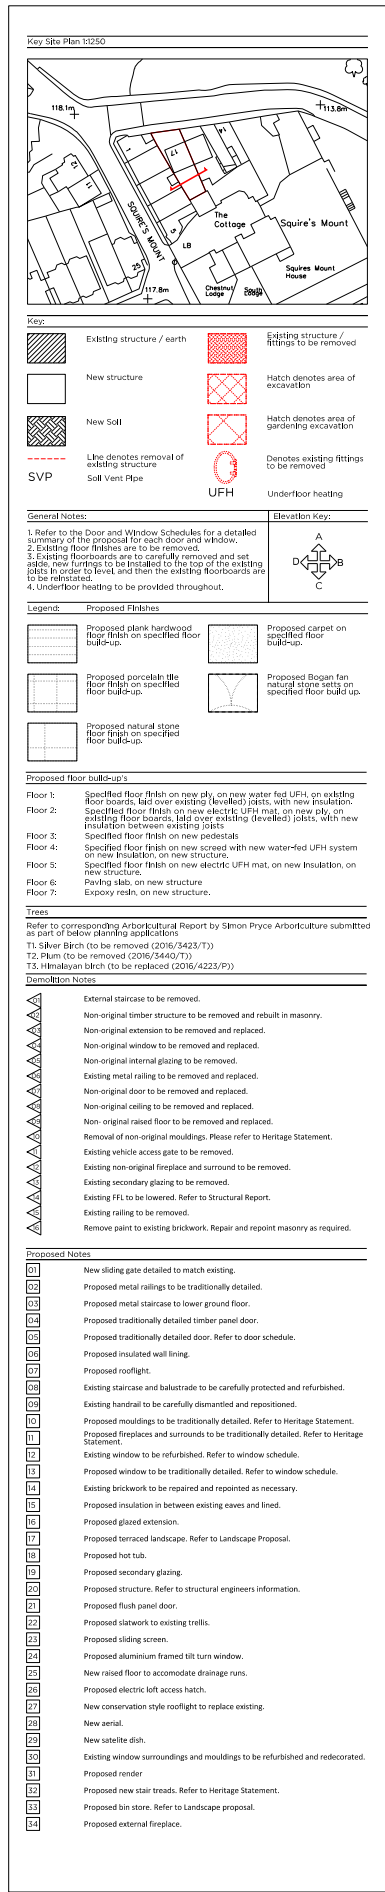 Key Site Plan 1:1250
118.1m
113.8m
14
1
17
12
11
SQUIRE'S MOUNT
The
Cottage
Squire's Mount
5
LB
25
Squires Mount
House
Chestnut
Lodge
South
Lodge
117.8m
Key:
Existing structure / earth
Existing structure /
fittings to be removed
New structure
Hatch denotes area of
excavation
New Soil
Hatch denotes area of
gardening excavation
Line denotes removal of
existing structure
Denotes existing fittings
to be removed
SVP
Soil Vent Pipe
UFH
Underfloor heating
General Notes:
Elevation Key:
1. Refer to the Door and Window Schedules for a detailed
summary of the proposal for each door and window.
2. Existing floor finishes are to be removed.
3. Existing floorboards are to carefully removed and set
aside, new furrings to be installed to the top of the existing
joists in order to level, and then the existing floorboards are
to be reinstated.
4. Underfloor heating to be provided throughout.
A
D
B
C
Legend: Proposed Finishes
Proposed plank hardwood
floor finish on specified floor
build-up.
Proposed carpet on
specified floor
build-up.
Proposed porcelain tile
floor finish on specified
floor build-up.
Proposed Bogan fan
natural stone setts on
specified floor build up.
Proposed natural stone
floor finish on specified
floor build-up.
Proposed floor build-up's
Floor 1: Specified floor finish on new ply, on new water fed UFH, on existing
floor boards, laid over existing (levelled) joists, with new insulation.
Floor 2: Specified floor finish on new electric UFH mat, on new ply, on
existing floor boards, laid over existing (levelled) joists, with new
insulation between existing joists
Floor 3: Specified floor finish on new pedestals
Floor 4: Specified floor finish on new screed with new water-fed UFH system
on new insulation, on new structure.
Floor 5: Specified floor finish on new electric UFH mat, on new insulation, on
new structure.
Floor 6: Paving slab, on new structure
Floor 7: Expoxy resin, on new structure.
Trees
Refer to corresponding Arboricultural Report by Simon Pryce Arboriculture submitted
as part of below planning applications
T1. Silver Birch (to be removed (2016/3423/T))
T2. Plum (to be removed (2016/3440/T))
T3. Himalayan birch (to be replaced (2016/4223/P))
Demolition Notes
01 External staircase to be removed.
02 Non-original timber structure to be removed and rebuilt in masonry.
03 Non-original extension to be removed and replaced.
04 Non-original window to be removed and replaced.
05 Non-original internal glazing to be removed.
06 Existing metal railing to be removed and replaced.
07 Non-original door to be removed and replaced.
08 Non-original ceiling to be removed and replaced.
09 Non- original raised floor to be removed and replaced.
10 Removal of non-original mouldings. Please refer to Heritage Statement.
11 Existing vehicle access gate to be removed.
12 Existing non-original fireplace and surround to be removed.
13 Existing secondary glazing to be removed.
14 Existing FFL to be lowered. Refer to Structural Report.
15 Existing railing to be removed.
16 Remove paint to existing brickwork. Repair and repoint masonry as required.
Proposed Notes
01 New sliding gate detailed to match existing.
02 Proposed metal railings to be traditionally detailed.
03 Proposed metal staircase to lower ground floor.
04 Proposed traditionally detailed timber panel door.
05 Proposed traditionally detailed door. Refer to door schedule.
06 Proposed insulated wall lining.
07 Proposed rooflight.
08 Existing staircase and balustrade to be carefully protected and refurbished.
09 Existing handrail to be carefully dismantled and repositioned.
10 Proposed mouldings to be traditionally detailed. Refer to Heritage Statement.
11 Proposed fireplaces and surrounds to be traditionally detailed. Refer to Heritage
Statement.
12 Existing window to be refurbished. Refer to window schedule.
13 Proposed window to be traditionally detailed. Refer to window schedule.
14 Existing brickwork to be repaired and repointed as necessary.
15 Proposed insulation in between existing eaves and lined.
16 Proposed glazed extension.
17 Proposed terraced landscape. Refer to Landscape Proposal.
18 Proposed hot tub.
19 Proposed secondary glazing.
20 Proposed structure. Refer to structural engineers information.
21 Proposed flush panel door.
22 Proposed slatwork to existing trellis.
23 Proposed sliding screen.
24 Proposed aluminium framed tilt turn window.
25 New raised floor to accomodate drainage runs.
26 Proposed electric loft access hatch.
27 New conservation style rooflight to replace existing.
28 New aerial.
29 New satelite dish.
30 Existing window surroundings and mouldings to be refurbished and redecorated.
31 Proposed render
32 Proposed new stair treads. Refer to Heritage Statement.
33 Proposed bin store. Refer to Landscape proposal.
34 Proposed external fireplace.